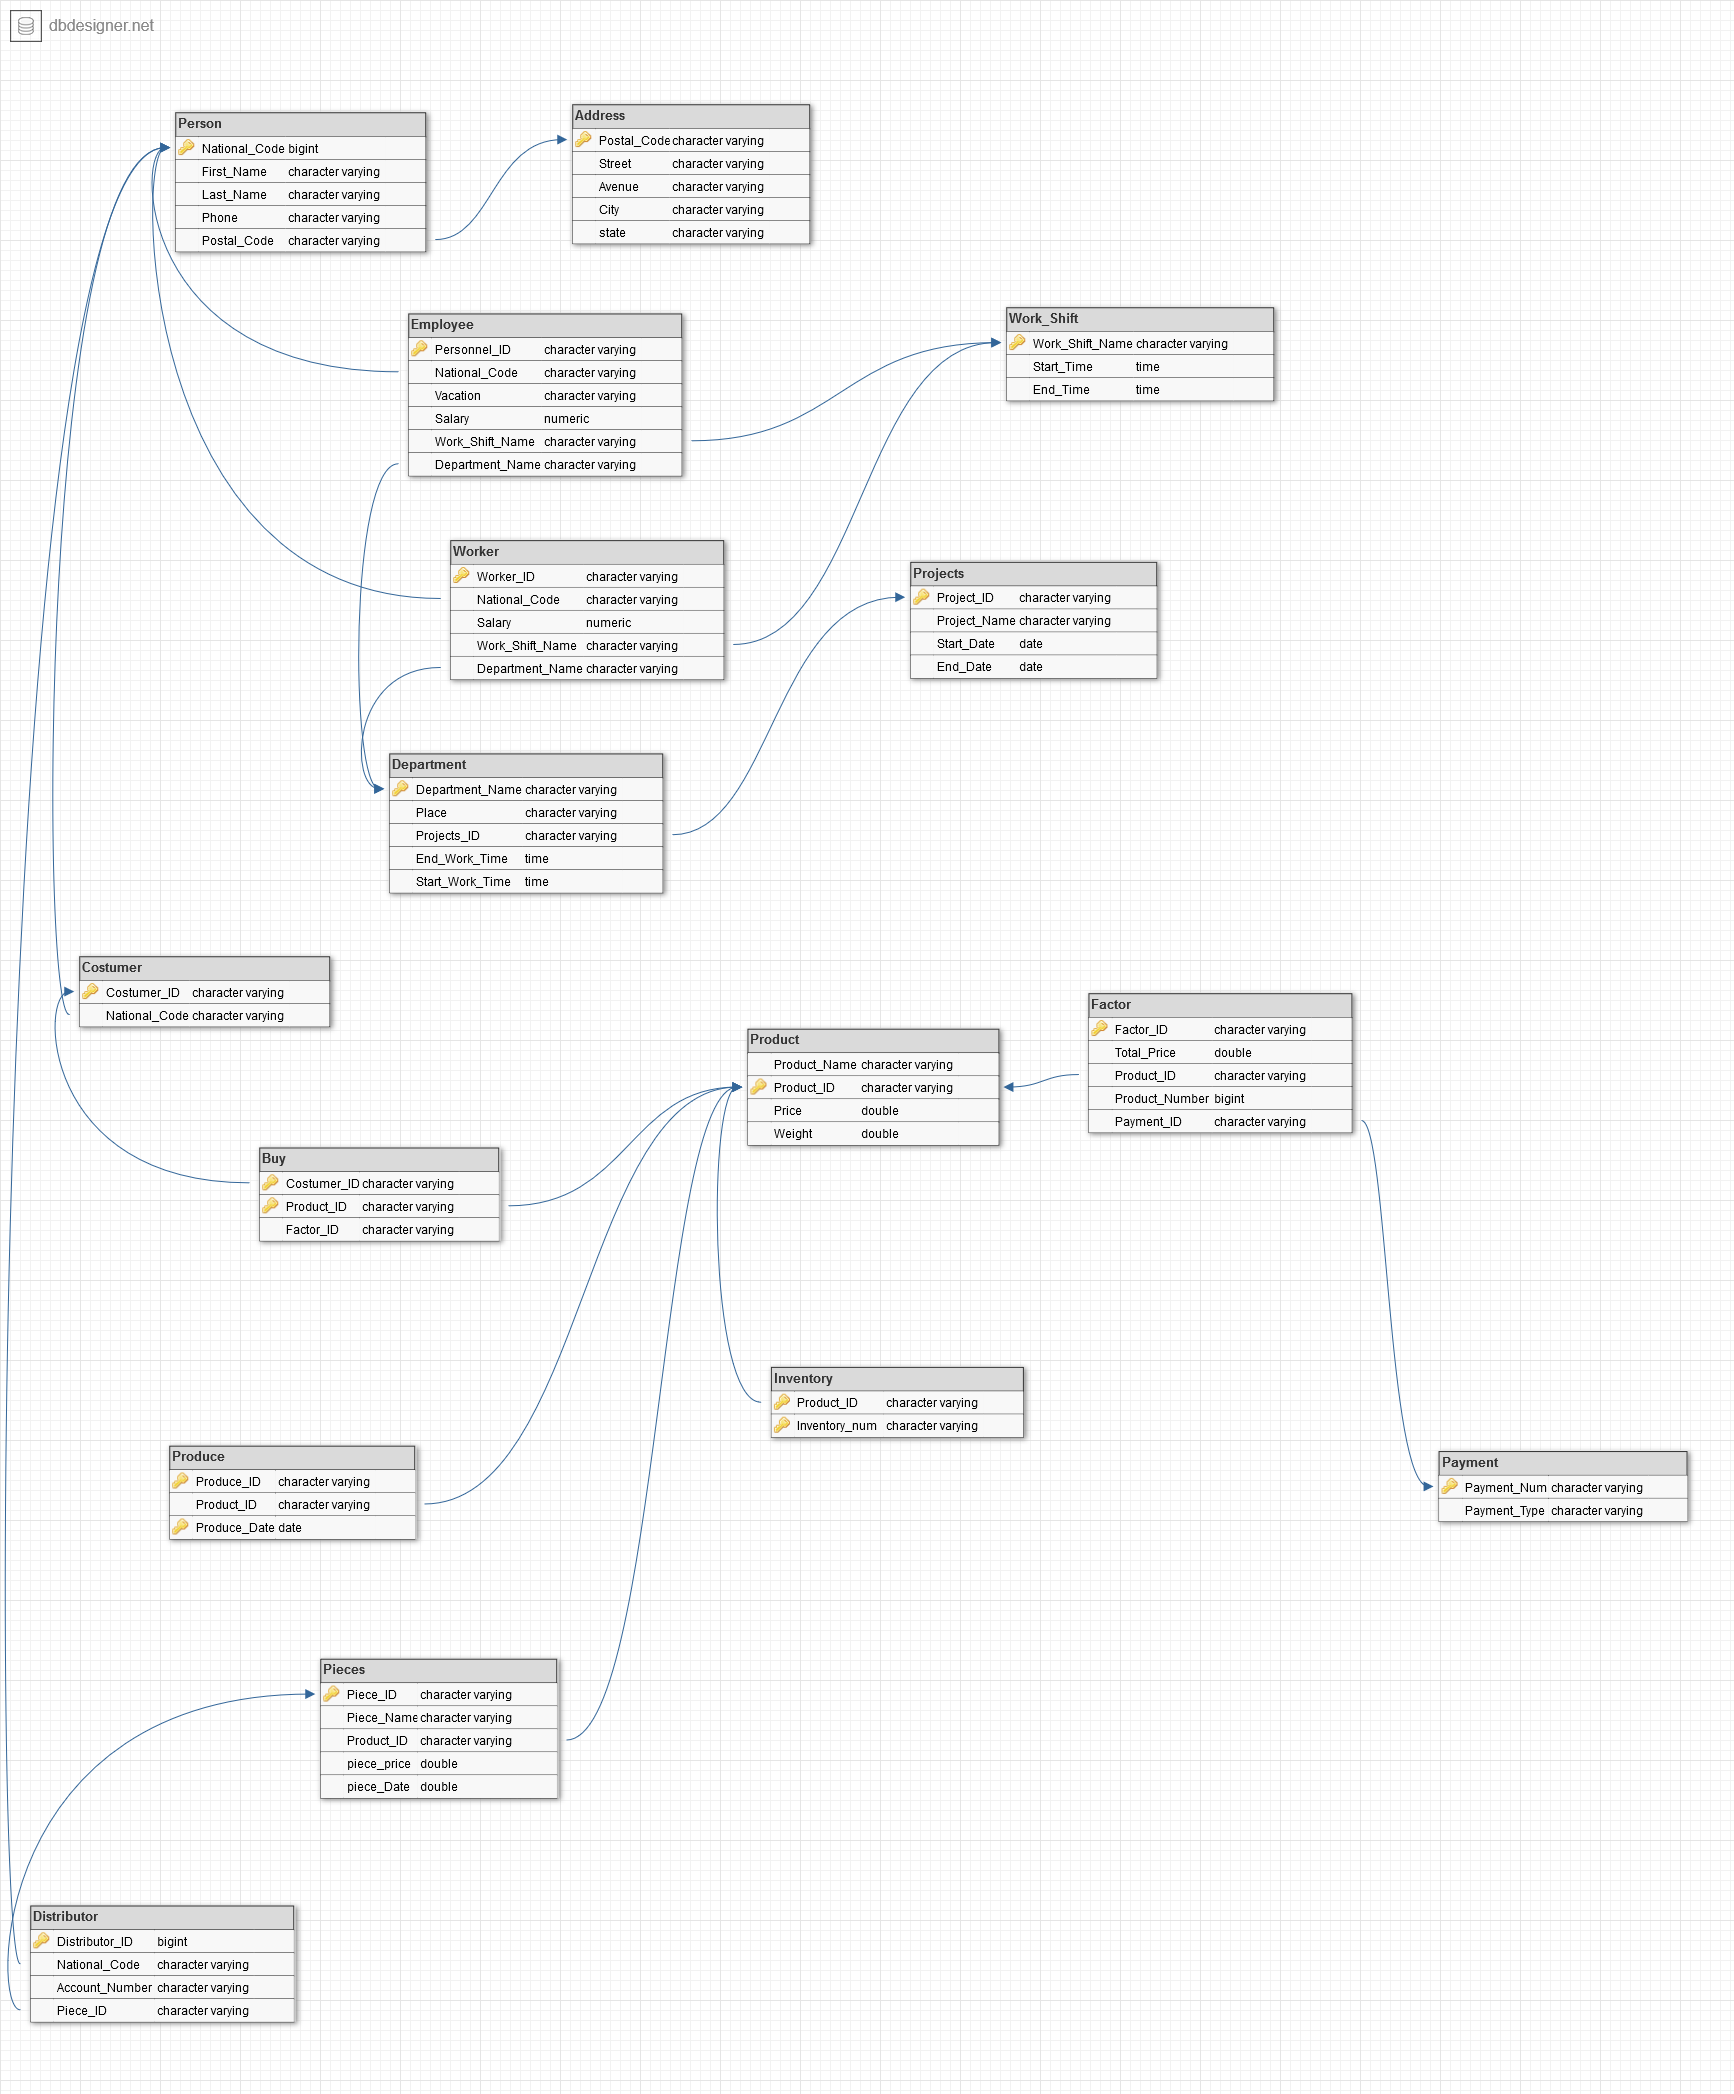 dbdesigner.net
Person
National_Code bigint
First_Name character varying
Last_Name character varying
Phone character varying
Postal_Code character varying
Address
Postal_Code character varying
Street character varying
Avenue character varying
City character varying
state character varying
Employee
Personnel_ID character varying
National_Code character varying
Vacation character varying
Salary numeric
Work_Shift_Name character varying
Department_Name character varying
Work_Shift
Work_Shift_Name character varying
Start_Time time
End_Time time
Worker
Worker_ID character varying
National_Code character varying
Salary numeric
Work_Shift_Name character varying
Department_Name character varying
Projects
Project_ID character varying
Project_Name character varying
Start_Date date
End_Date date
Department
Department_Name character varying
Place character varying
Projects_ID character varying
End_Work_Time time
Start_Work_Time time
Costumer
Costumer_ID character varying
National_Code character varying
Product
Product_Name character varying
Product_ID character varying
Price double
Weight double
Factor
Factor_ID character varying
Total_Price double
Product_ID character varying
Product_Number bigint
Payment_ID character varying
Buy
Costumer_ID character varying
Product_ID character varying
Factor_ID character varying
Inventory
Product_ID character varying
Inventory_num character varying
Produce
Produce_ID character varying
Product_ID character varying
Produce_Date date
Payment
Payment_Num character varying
Payment_Type character varying
Pieces
Piece_ID character varying
Piece_Name character varying
Product_ID character varying
piece_price double
piece_Date double
Distributor
Distributor_ID bigint
National_Code character varying
Account_Number character varying
Piece_ID character varying